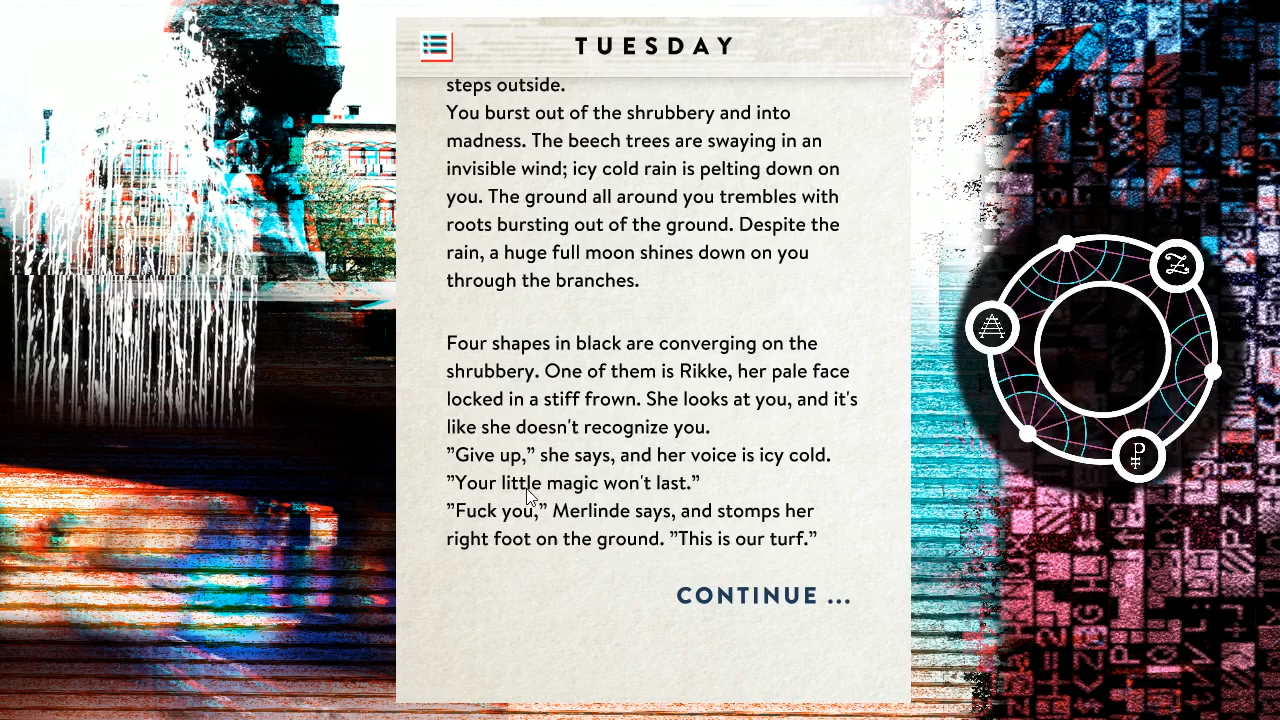 TUESDAY
steps outside.
You burst out of the shrubbery and into
madness. The beech trees are swaying in an
invisible wind; icy cold rain is pelting down on
you. The ground all around you trembles with
roots bursting out of the ground. Despite the
rain, a huge full moon shines down on you
through the branches.
Four shapes in black are converging on the
shrubbery. One of them is Rikke, her pale face
locked in a stiff frown. She looks at you, and it's
like she doesn't recognize you.
”Give up,” she says, and her voice is icy cold.
”Your little magic won't last.”
”Fuck you,” Merlinde says, and stomps her
right foot on the ground. ”This is our turf.”
CONTINUE ...